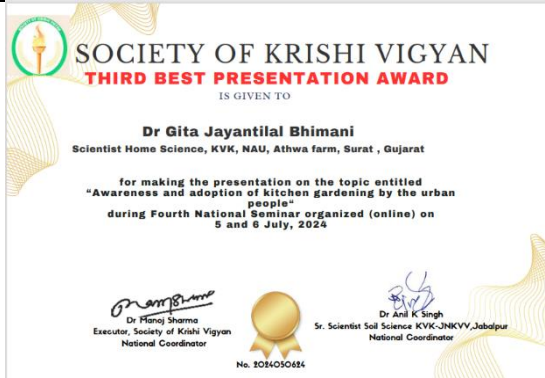 SOCIETY OF KRISHI VIGYAN
THIRD BEST PRESENTATION AWARD
IS GIVEN TO
Dr Gita Jayantilal Bhimani
Scientist Home Science, KVK, NAU, Athwa farm, Surat , Gujarat
for making the presentation on the topic entitled
"Awareness and adoption of kitchen gardening by the urban
people"
during Fourth National Seminar organized (online) on
5 and 6 July, 2024
Dr Manoj Sharma
Executor, Society of Krishi Vigyan
National Coordinator
Dr Anil K Singh
Sr. Scientist Soil Science KVK-JNKVV,Jabalpur
National Coordinator
No. 2024050624